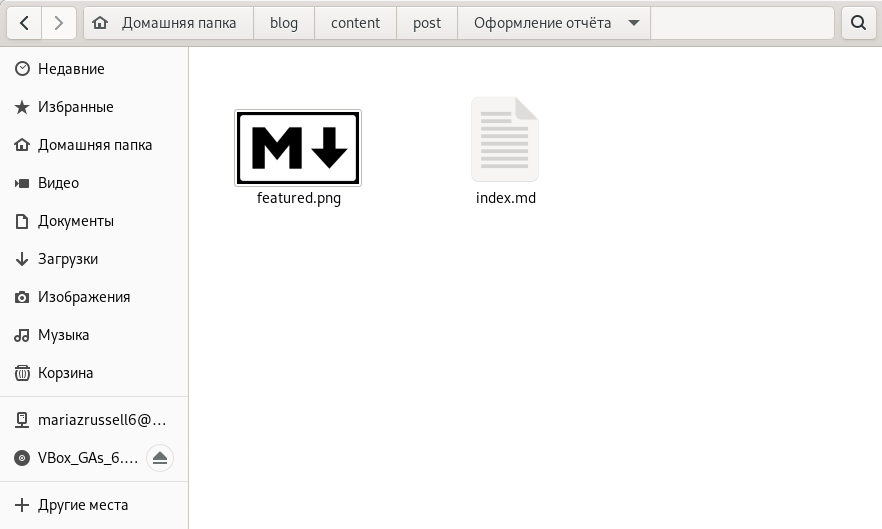 Домашняя папка blog content post Оформление отчёта
Недавние
Избранные
Домашняя папка
Видео
Документы
Загрузки
Изображения
Музыка
Корзина
mariazrussell6@...
VBox_GAs_6....
Другие места
M
featured.png
index.md